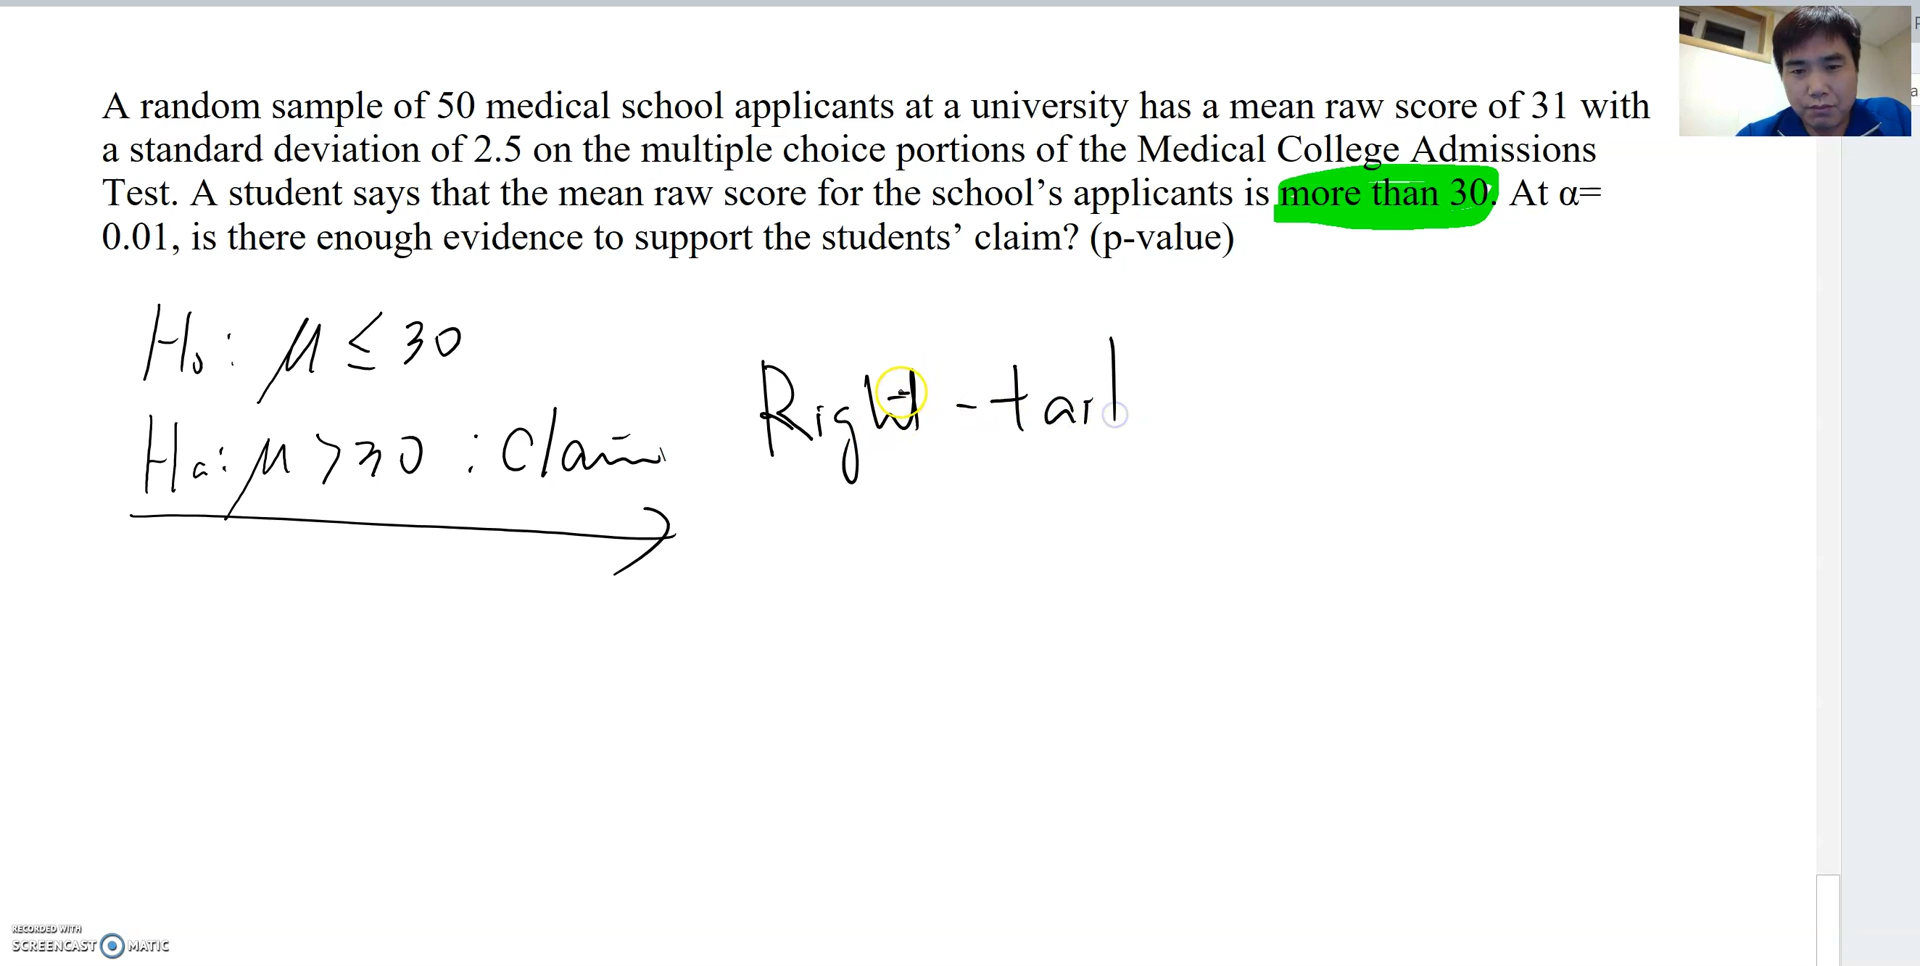 A random sample of 50 medical school applicants at a university has a mean raw score of 31 with
a standard deviation of 2.5 on the multiple choice portions of the Medical College Admissions
Test. A student says that the mean raw score for the school’s applicants is more than 30. At α=
0.01, is there enough evidence to support the students’ claim? (p-value)
H₀: μ ≤ 30
Hₐ: μ > 30 : Claim
Right - tail
RECORDED WITH
SCREENCAST MATIC